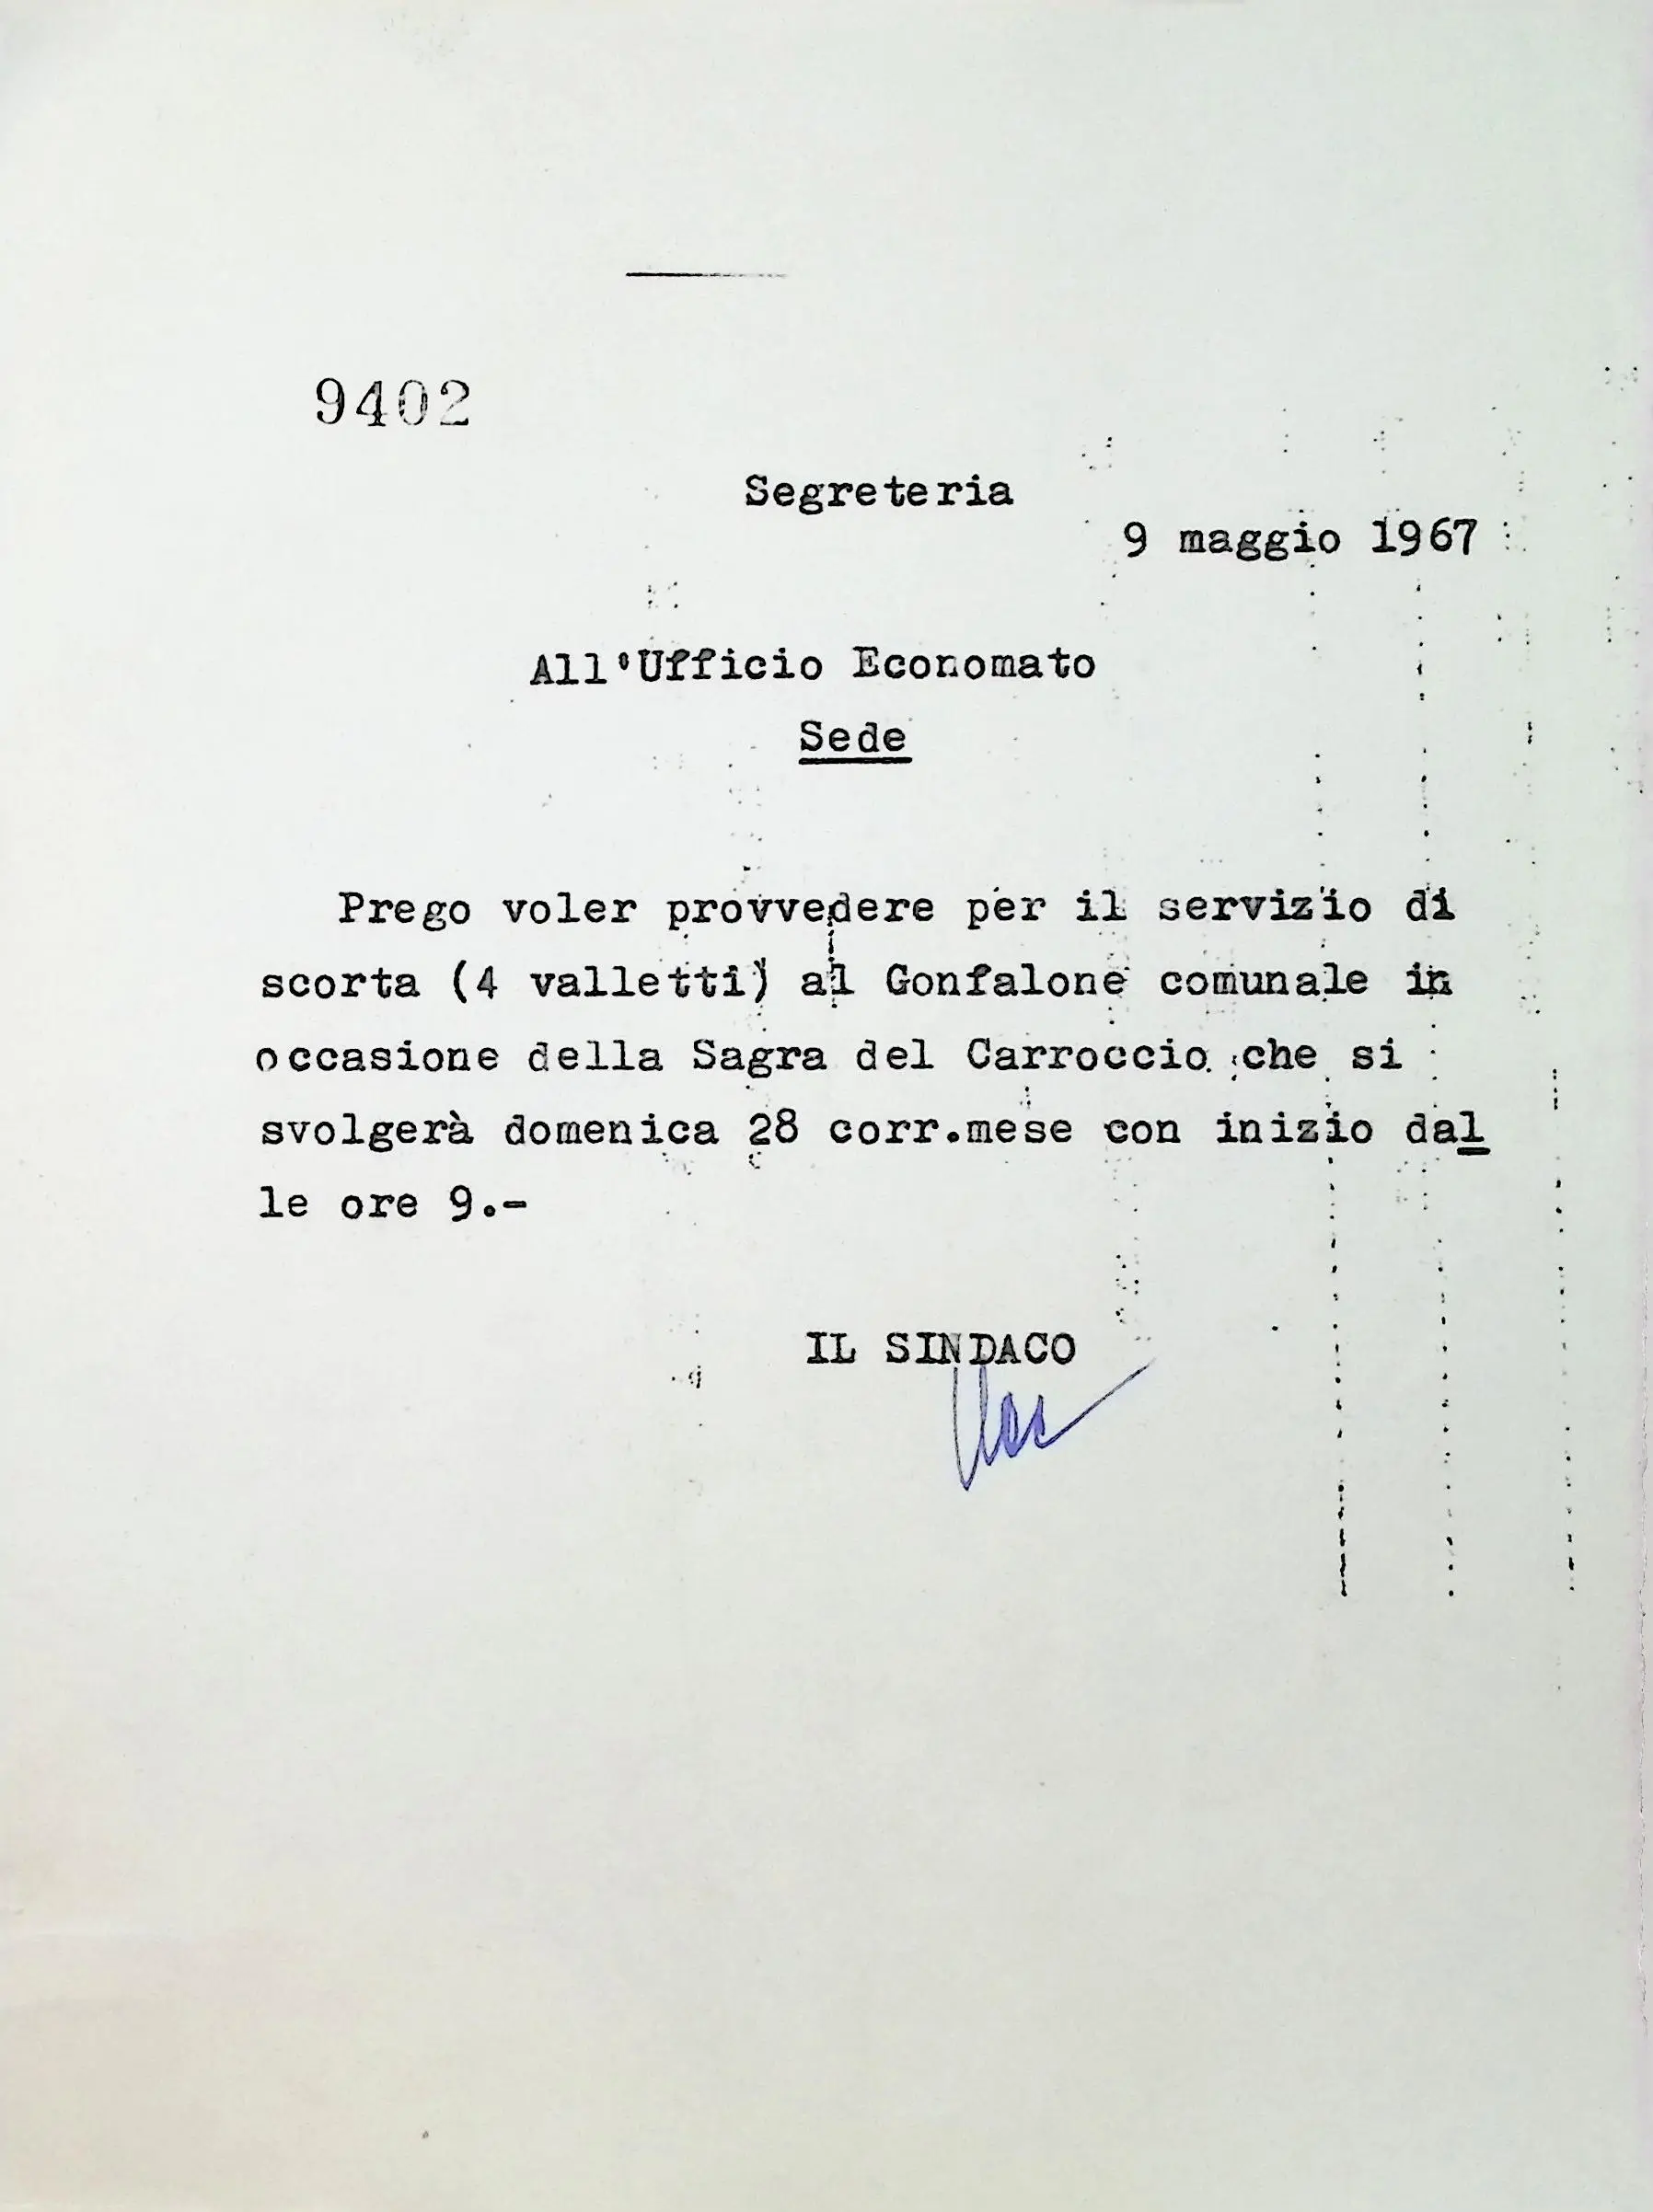 9402
Segreteria
9 maggio 1967
All'Ufficio Economato
Sede
Prego voler provvedere per il servizio di
scorta (4 valletti) al Gonfalone comunale in
occasione della Sagra del Carroccio che si
svolgerà domenica 28 corr.mese con inizio dal
le ore 9.-
IL SINDACO